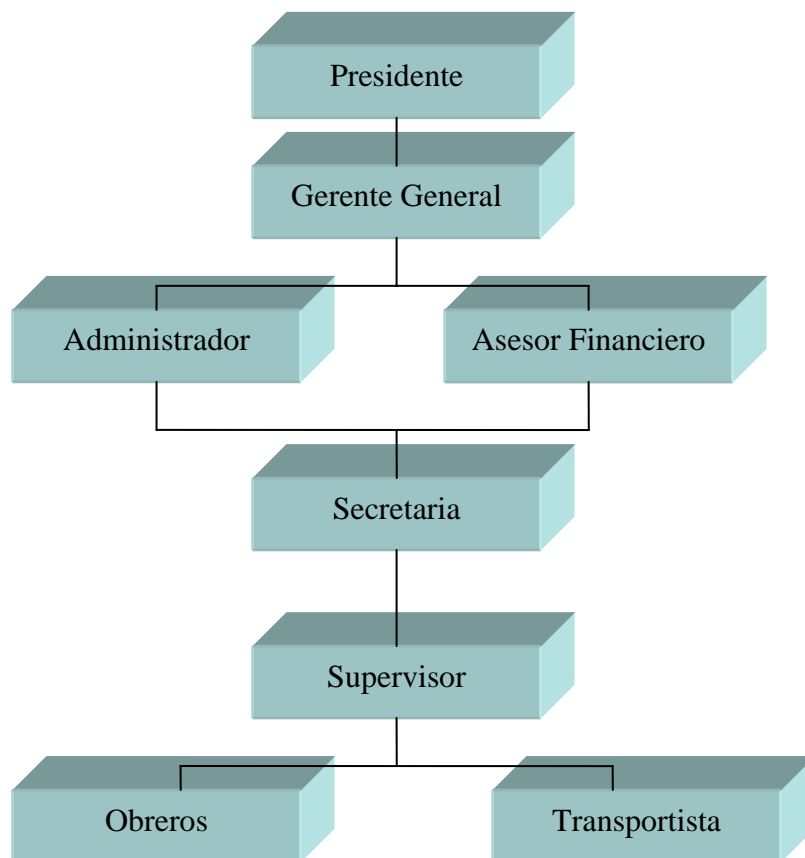 Presidente
Gerente General
Administrador
Asesor Financiero
Secretaria
Supervisor
Obreros
Transportista